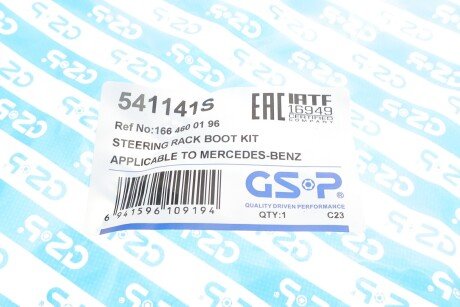 541141S
EAC IATF
16949
CERTIFIED
COMPANY
Ref No:166 460 01 96
STEERING RACK BOOT KIT
APPLICABLE TO MERCEDES-BENZ
GSP
QUALITY DRIVEN PERFORMANCE
6 941596 109194
QTY:1 C23